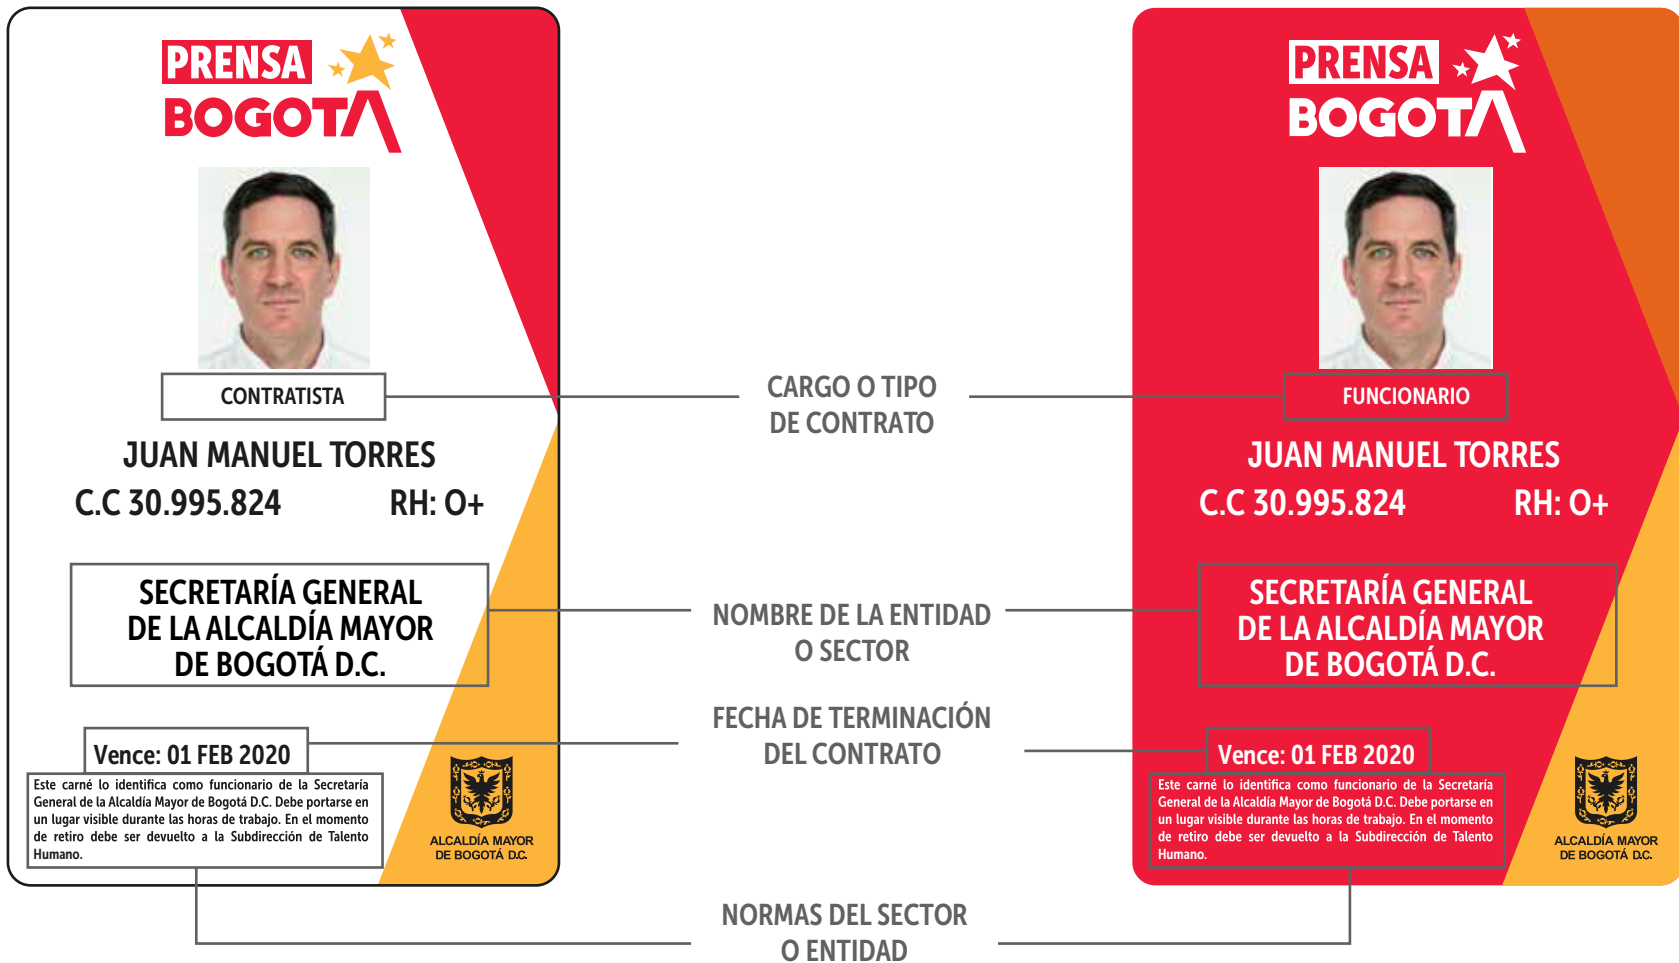 PRENSA
BOGOTÁ
CONTRATISTA
JUAN MANUEL TORRES
C.C 30.995.824 RH: O+
SECRETARÍA GENERAL
DE LA ALCALDÍA MAYOR
DE BOGOTÁ D.C.
Vence: 01 FEB 2020
Este carné lo identifica como funcionario de la Secretaría
General de la Alcaldía Mayor de Bogotá D.C. Debe portarse en
un lugar visible durante las horas de trabajo. En el momento
de retiro debe ser devuelto a la Subdirección de Talento
Humano.
ALCALDÍA MAYOR
DE BOGOTÁ D.C.
CARGO O TIPO
DE CONTRATO
NOMBRE DE LA ENTIDAD
O SECTOR
FECHA DE TERMINACIÓN
DEL CONTRATO
NORMAS DEL SECTOR
O ENTIDAD
PRENSA
BOGOTÁ
FUNCIONARIO
JUAN MANUEL TORRES
C.C 30.995.824 RH: O+
SECRETARÍA GENERAL
DE LA ALCALDÍA MAYOR
DE BOGOTÁ D.C.
Vence: 01 FEB 2020
Este carné lo identifica como funcionario de la Secretaría
General de la Alcaldía Mayor de Bogotá D.C. Debe portarse en
un lugar visible durante las horas de trabajo. En el momento
de retiro debe ser devuelto a la Subdirección de Talento
Humano.
ALCALDÍA MAYOR
DE BOGOTÁ D.C.